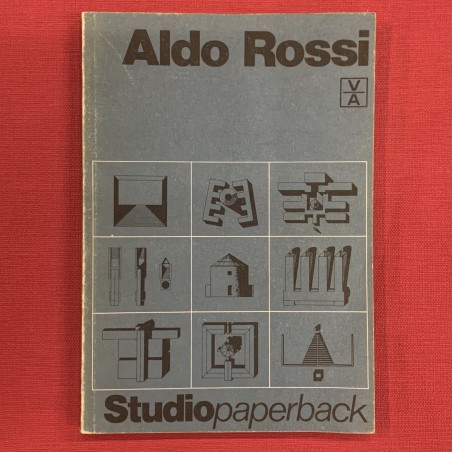 Aldo Rossi
V
A
Studiopaperback